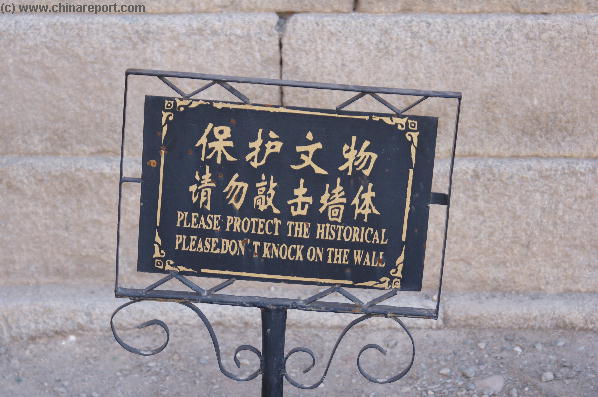 (c) www.chinareport.com
保护文物
请勿敲击墙体
PLEASE PROTECT THE HISTORICAL
PLEASE.DON'T KNOCK ON THE WALL